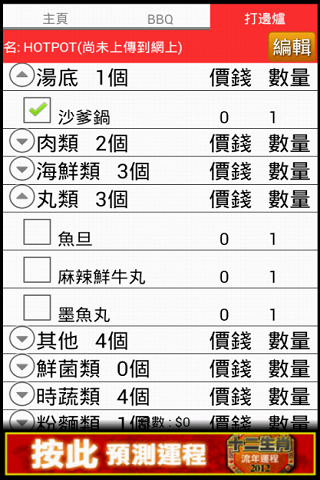 主頁 BBQ 打邊爐
名: HOTPOT(尚未上傳到網上) 編輯
湯底 1個 價錢 數量
沙爹鍋 0 1
肉類 2個 價錢 數量
海鮮類 3個 價錢 數量
丸類 3個 價錢 數量
魚旦 0 1
麻辣鮮牛丸 0 1
墨魚丸 0 1
其他 4個 價錢 數量
鮮菌類 0個 價錢 數量
時蔬類 4個 價錢 數量
粉麵類 1個 數 : $0 價錢 數量
按此 預測運程 十二生肖
流年運程
2012